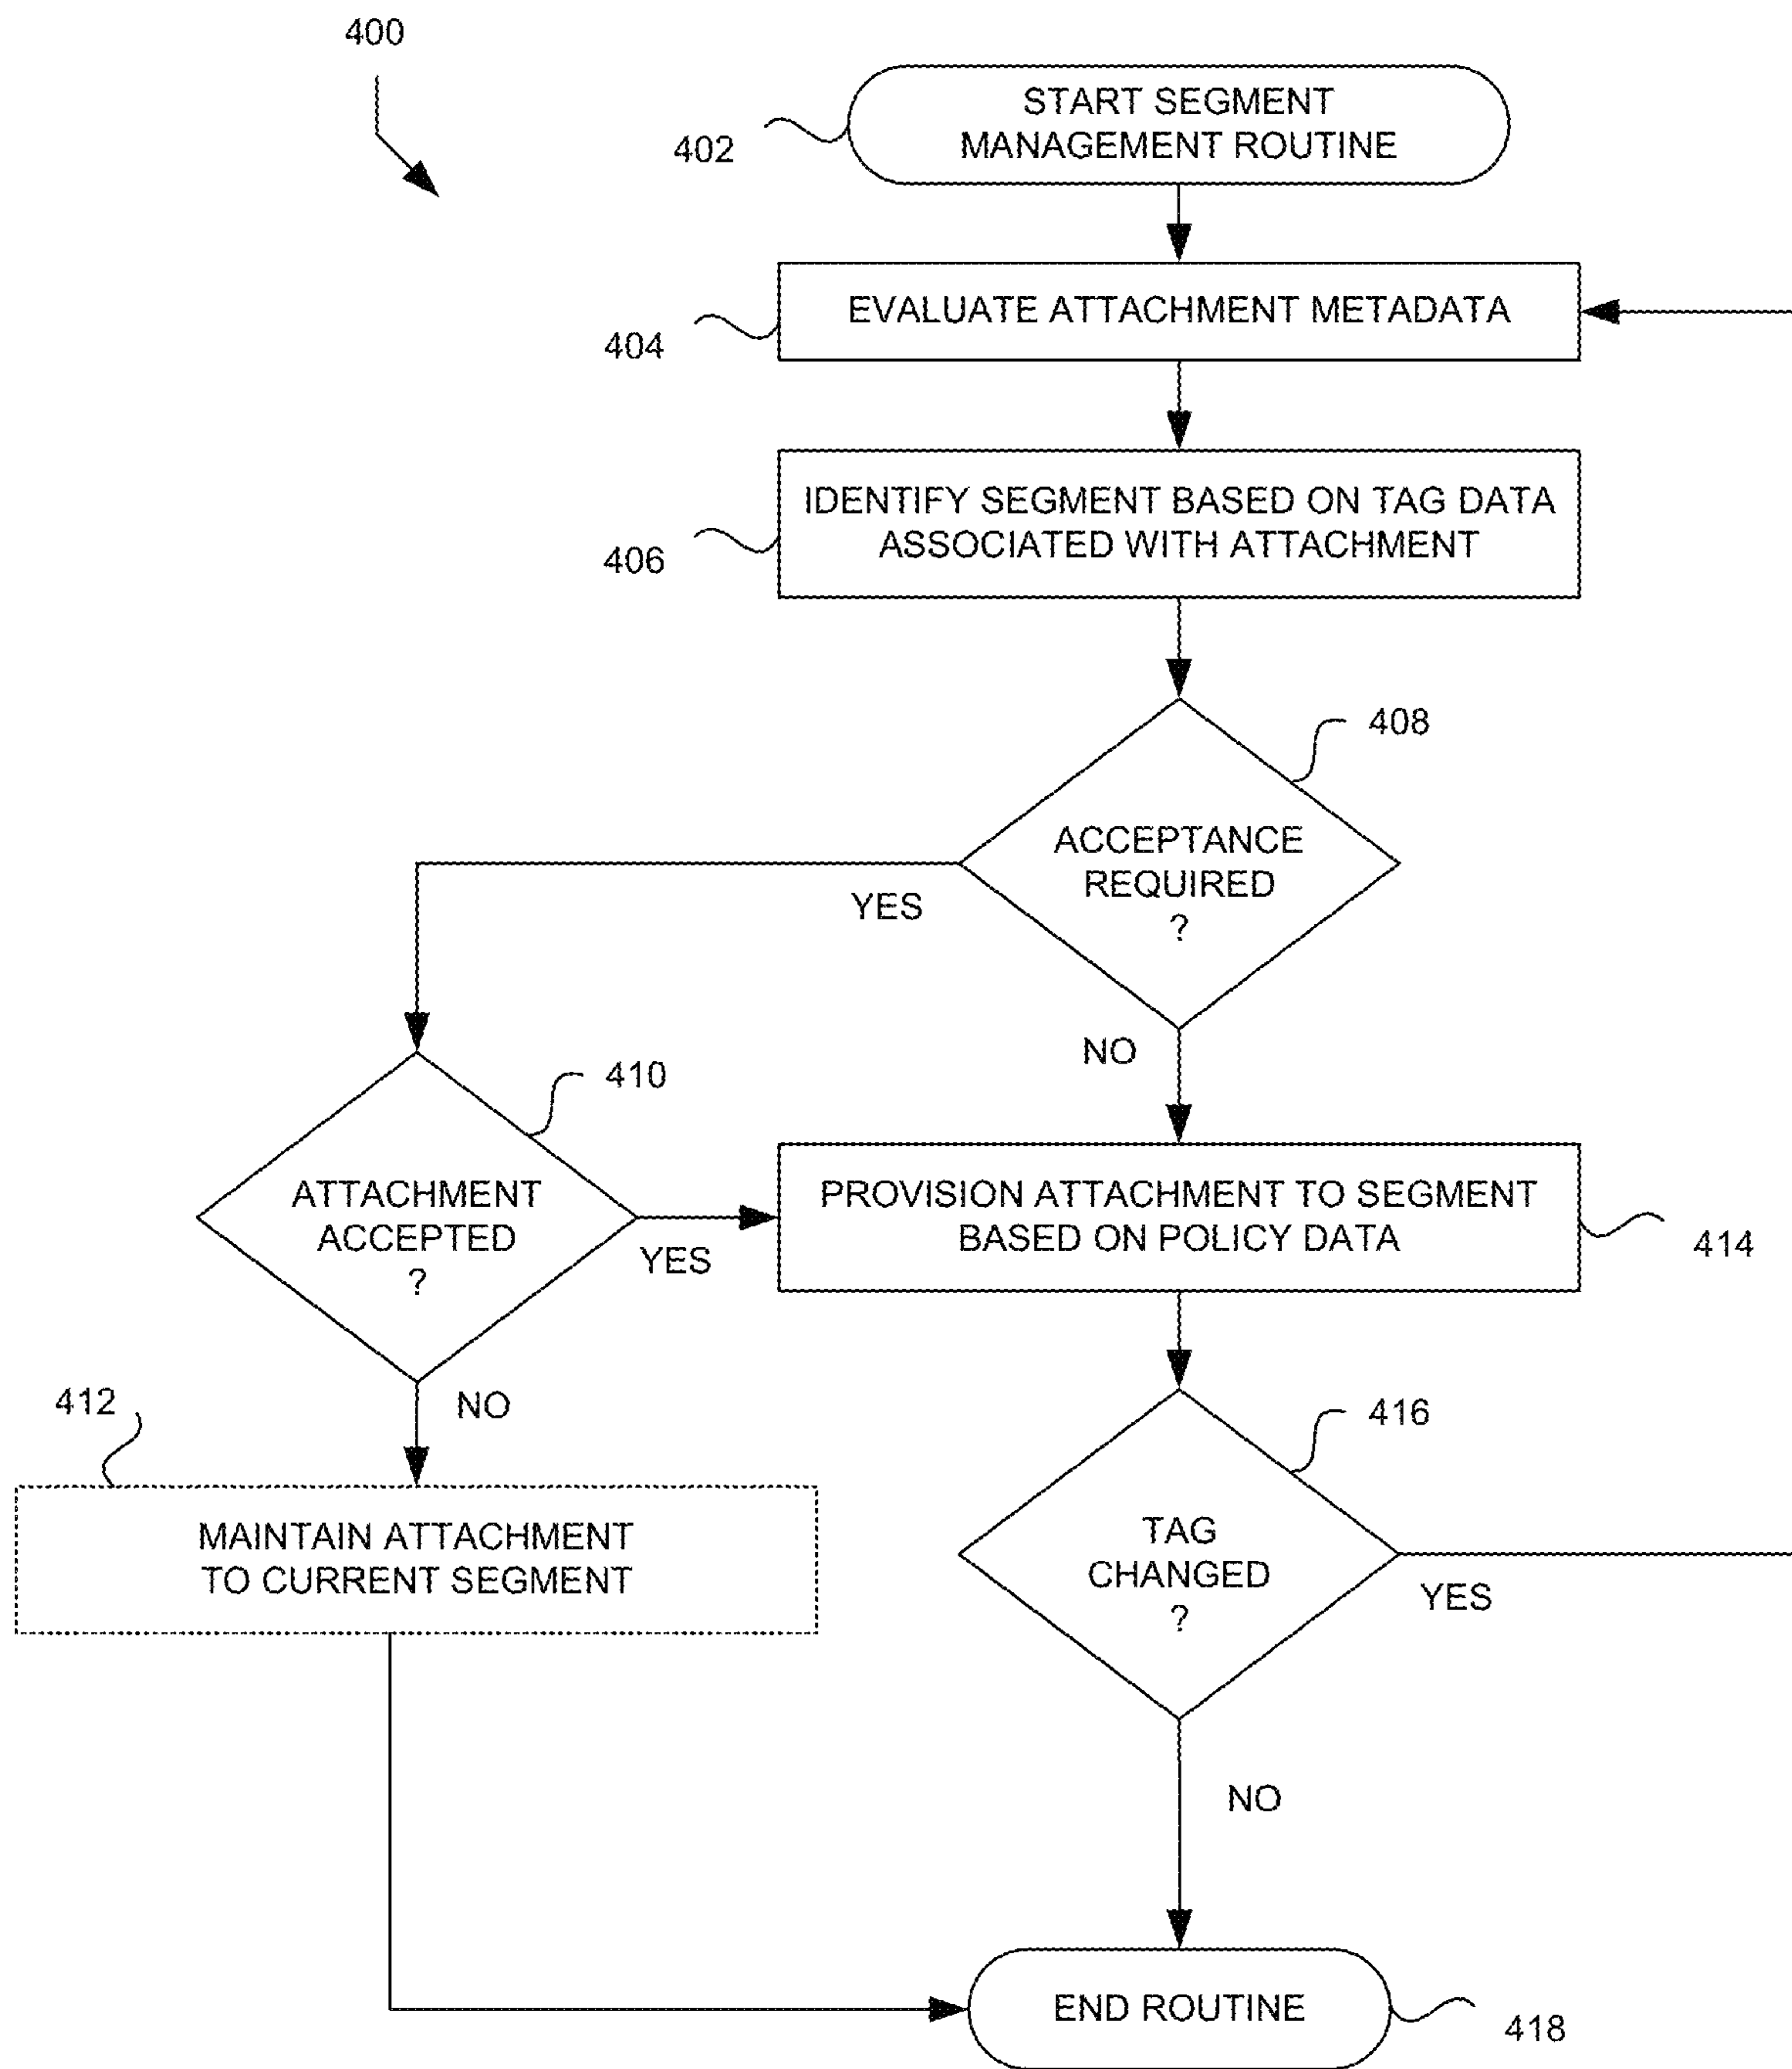 400
START SEGMENT
MANAGEMENT ROUTINE
402
EVALUATE ATTACHMENT METADATA
404
IDENTIFY SEGMENT BASED ON TAG DATA
ASSOCIATED WITH ATTACHMENT
406
408
ACCEPTANCE
REQUIRED
?
YES
NO
410
ATTACHMENT
ACCEPTED
?
YES
PROVISION ATTACHMENT TO SEGMENT
BASED ON POLICY DATA
414
NO
412
MAINTAIN ATTACHMENT
TO CURRENT SEGMENT
416
TAG
CHANGED
?
YES
NO
END ROUTINE
418